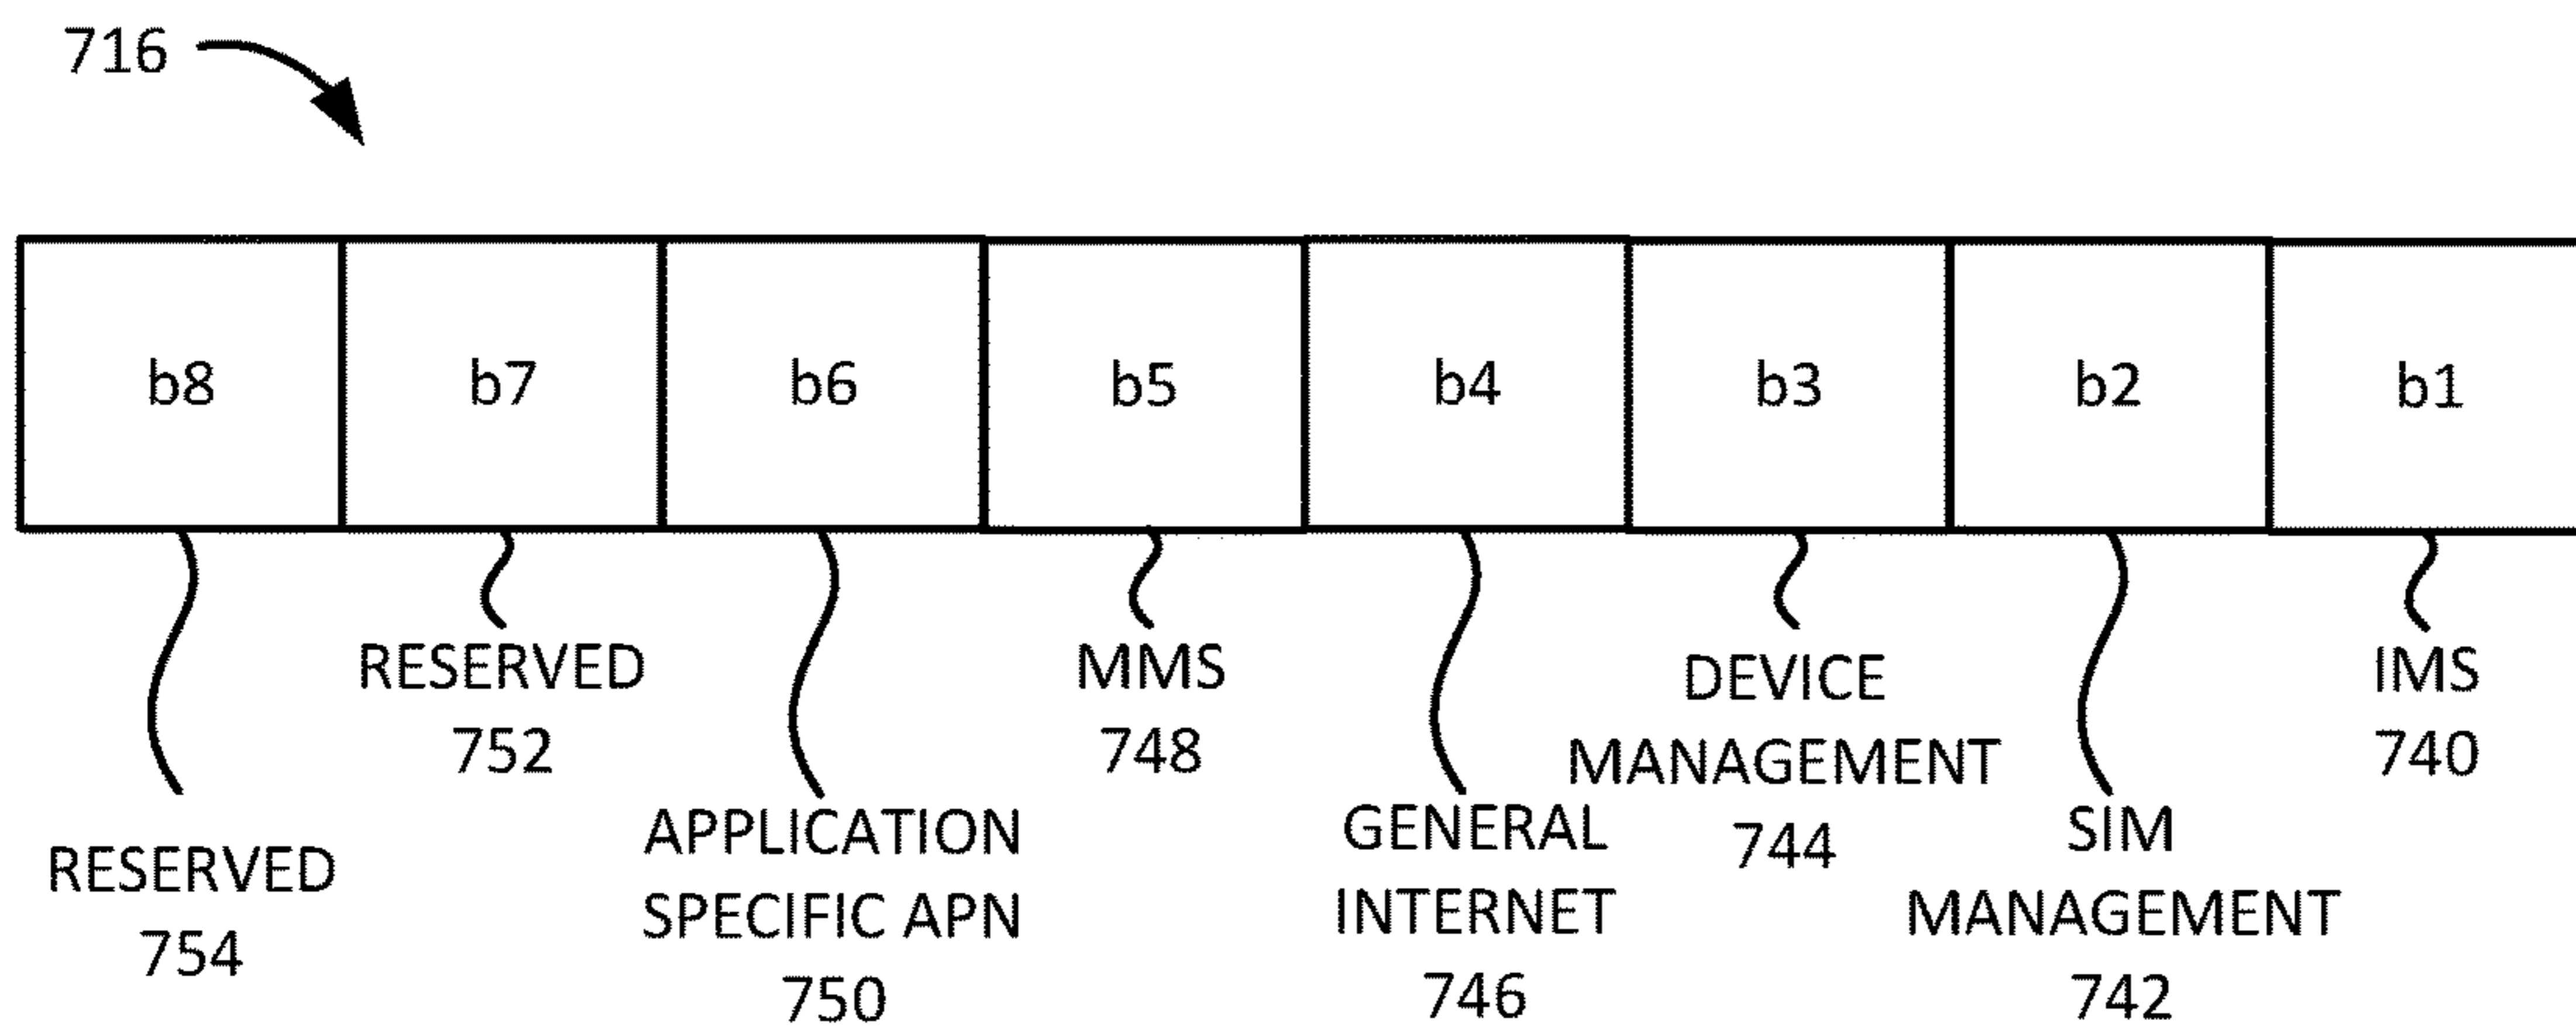 716
b8 b7 b6 b5 b4 b3 b2 b1
RESERVED
754
RESERVED
752
APPLICATION
SPECIFIC APN
750
MMS
748
GENERAL
INTERNET
746
DEVICE
MANAGEMENT
744
SIM
MANAGEMENT
742
IMS
740